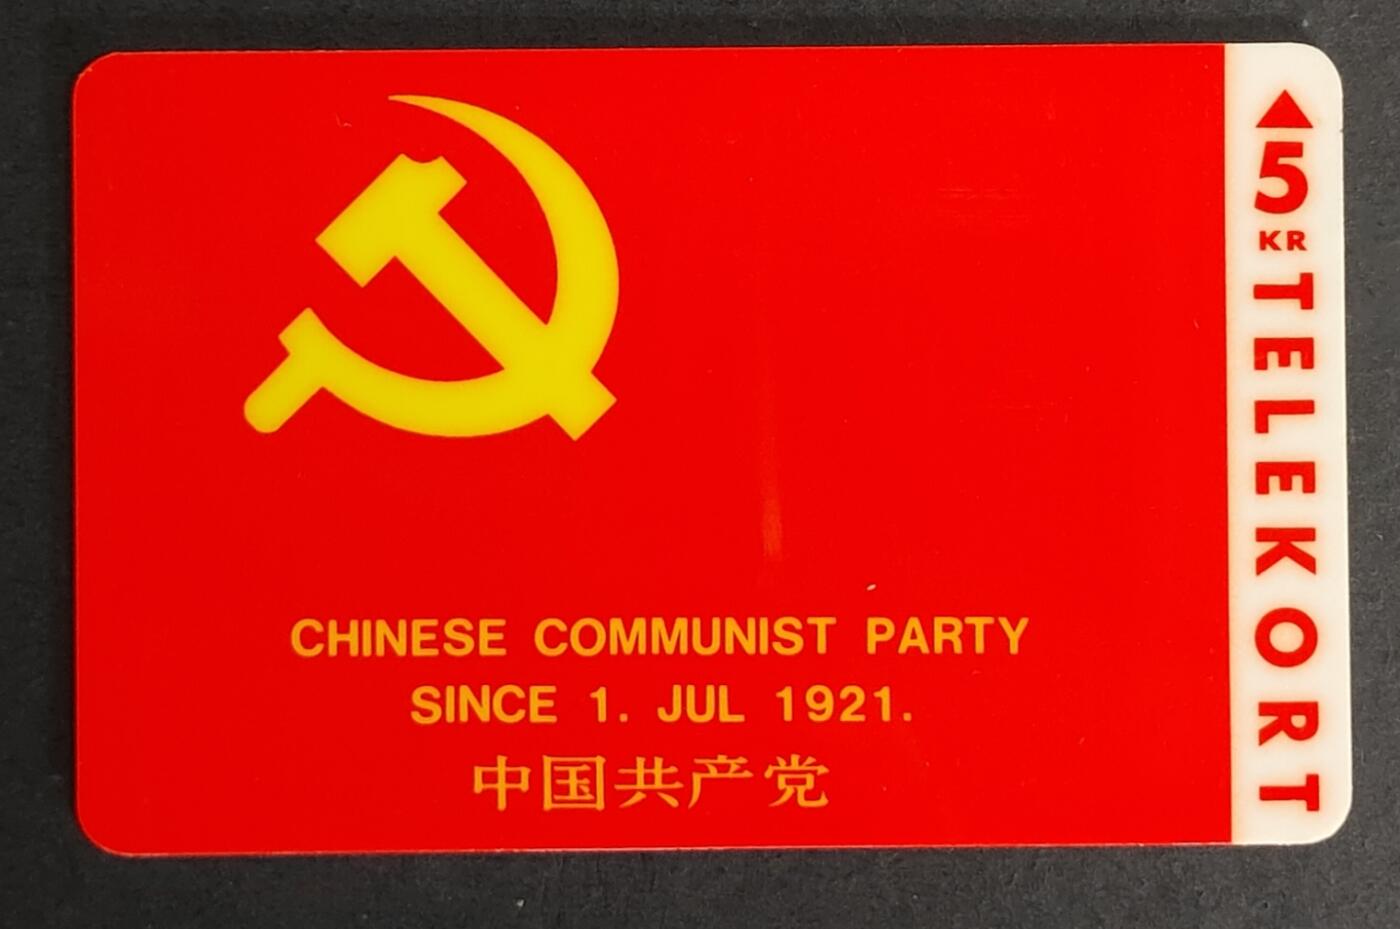 CHINESE COMMUNIST PARTY
SINCE 1. JUL 1921.
中国共产党
5
KR
TELEKORT